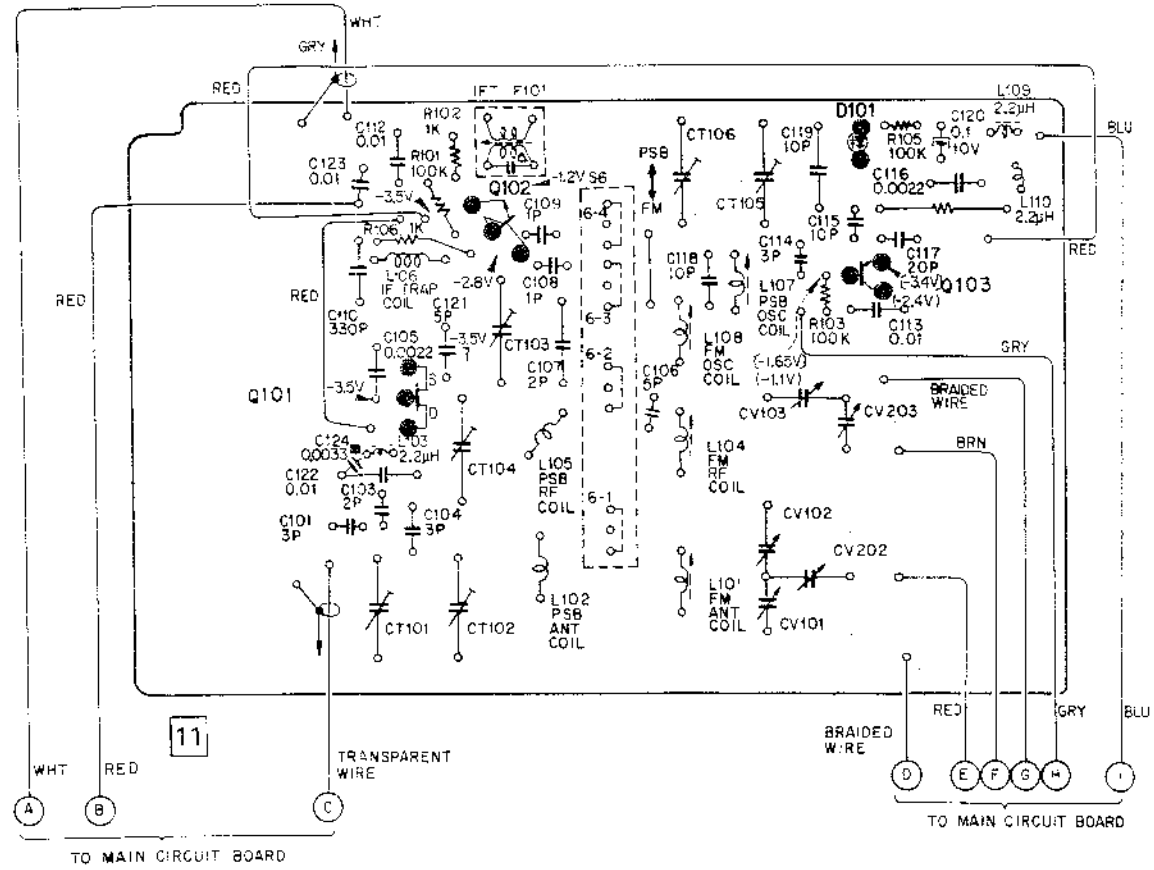 WHT
GRY
RED
IFT F101
R102
1K
C112
0.01
R101
100K
C123
0.01
-3.5V
Q102
-1.2V
S6
C109
1P
R106
1K
L106
IF TRAP
COIL
-2.8V
C108
1P
C110
330P
C121
5P
RED
RED
CT103
C107
2P
C105
0.0022
-3.5V
-3.5V
S
D
Q101
C124
0.0033
L103
2.2μH
C122
0.01
C103
2P
C101
3P
C104
3P
CT104
L105
PSB
RF
COIL
L102
PSB
ANT
COIL
CT101
CT102
6-4
6-3
6-2
6-1
PSB
FM
CT106
CT105
C119
10P
D101
R105
100K
C120
0.1
10V
L109
2.2μH
BLU
C116
0.0022
L110
2.2μH
C115
10P
C114
3P
C117
20P
RED
C118
10P
L107
PSB
OSC
COIL
(-3.4V)
(-2.4V)
Q103
R103
100K
C113
0.01
L108
FM
OSC
COIL
(-1.65V)
(-1.1V)
GRY
C106
5P
CV103
CV203
BRAIDED
WIRE
BRN
L104
FM
RF
COIL
CV102
CV202
L101
FM
ANT
COIL
CV101
11
WHT
RED
TRANSPARENT
WIRE
BRAIDED
WIRE
RED
GRY
BLU
A
B
C
D
E
F
G
H
I
TO MAIN CIRCUIT BOARD
TO MAIN CIRCUIT BOARD